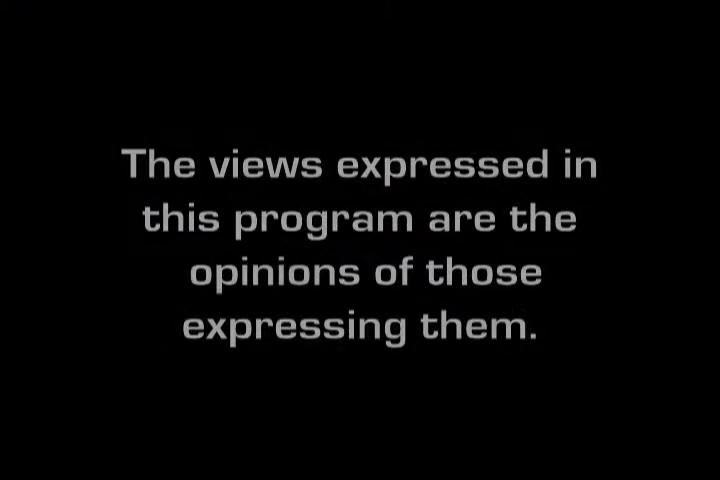 The views expressed in
this program are the
opinions of those
expressing them.